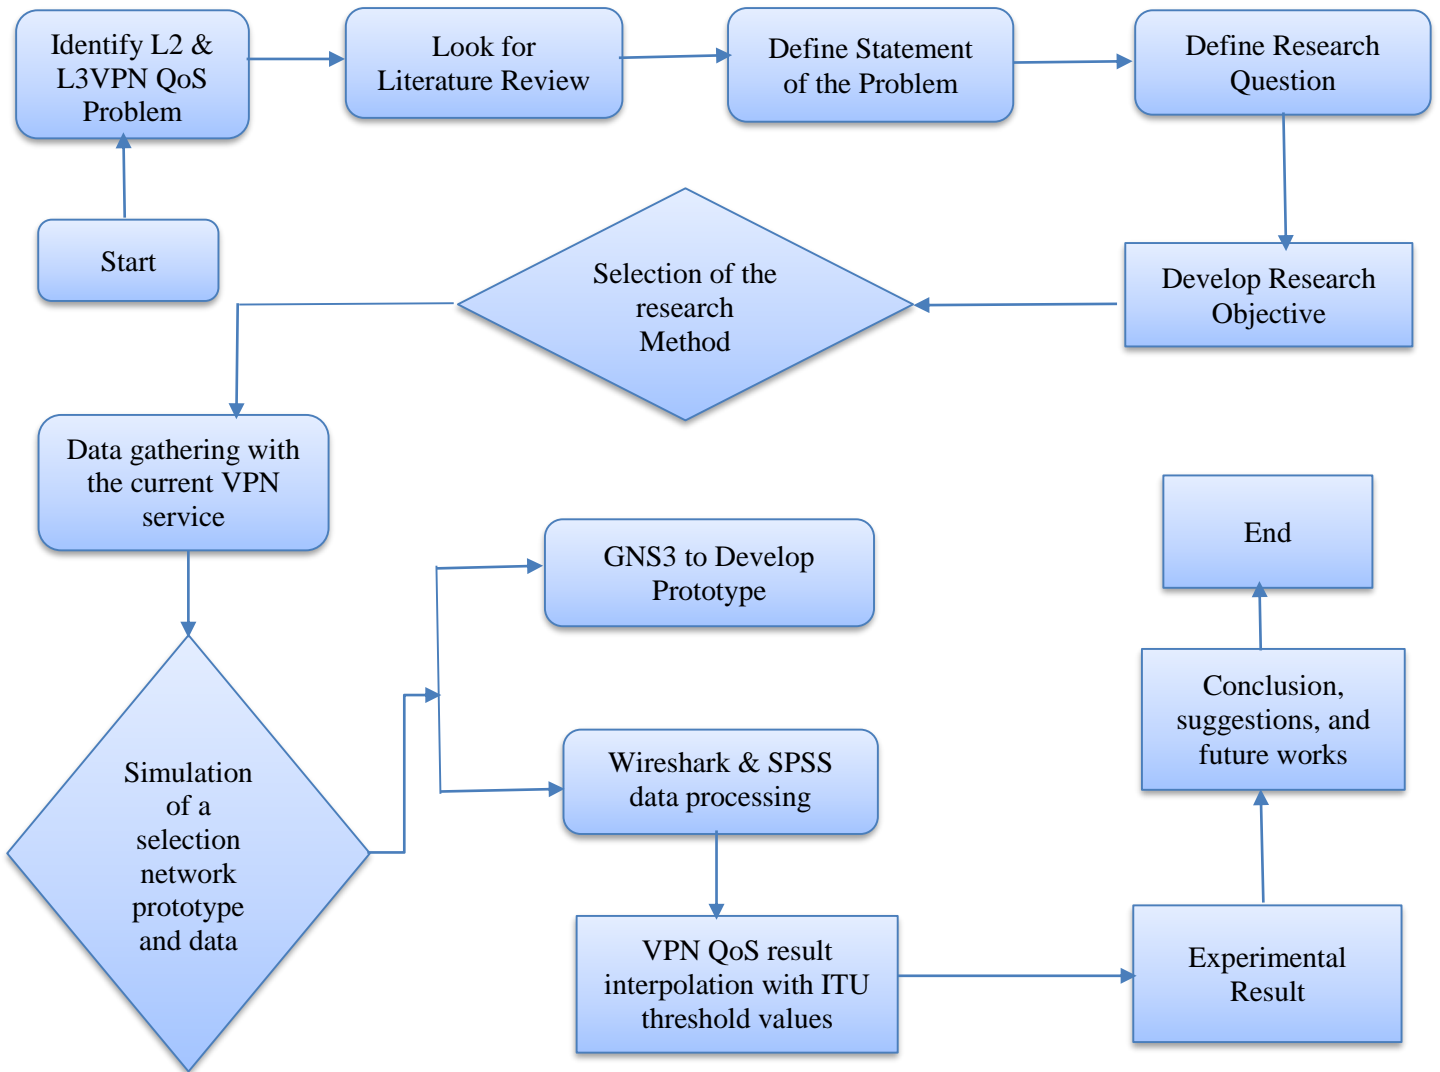 Identify L2 &
L3VPN QoS
Problem
Look for
Literature Review
Define Statement
of the Problem
Define Research
Question
Start
Selection of the
research
Method
Develop Research
Objective
Data gathering with
the current VPN
service
GNS3 to Develop
Prototype
End
Simulation
of a
selection
network
prototype
and data
Wireshark & SPSS
data processing
Conclusion,
suggestions, and
future works
VPN QoS result
interpolation with ITU
threshold values
Experimental
Result